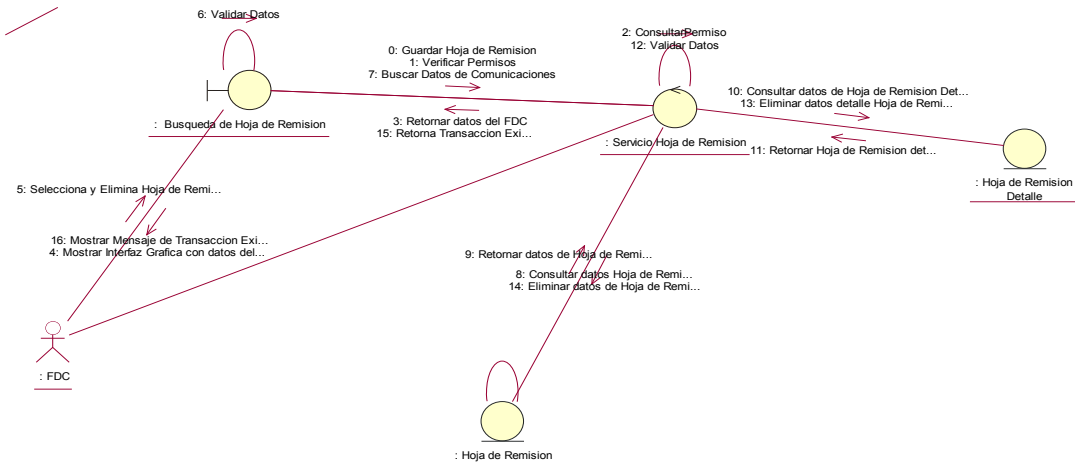 6: Validar Datos
2: ConsultarPermiso
12: Validar Datos
0: Guardar Hoja de Remision
1: Verificar Permisos
7: Buscar Datos de Comunicaciones
10: Consultar datos de Hoja de Remision Det...
13: Eliminar datos detalle Hoja de Remi...
: Busqueda de Hoja de Remision
3: Retornar datos del FDC
15: Retorna Transaccion Exi...
: Servicio Hoja de Remision
11: Retornar Hoja de Remision det...
: Hoja de Remision
Detalle
5: Selecciona y Elimina Hoja de Remi...
16: Mostrar Mensaje de Transaccion Exi...
4: Mostrar Interfaz Grafica con datos del...
9: Retornar datos de Hoja de Remi...
8: Consultar datos Hoja de Remi...
14: Eliminar datos de Hoja de Remi...
: FDC
: Hoja de Remision